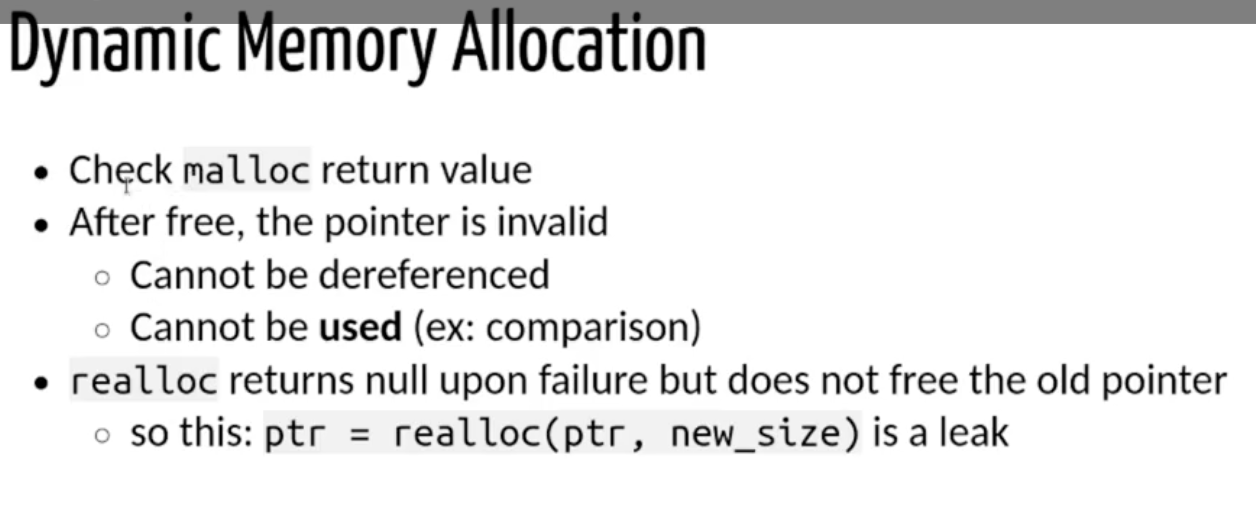 Dynamic Memory Allocation
• Check malloc return value
• After free, the pointer is invalid
○ Cannot be dereferenced
○ Cannot be used (ex: comparison)
• realloc returns null upon failure but does not free the old pointer
○ so this: ptr = realloc(ptr, new_size) is a leak